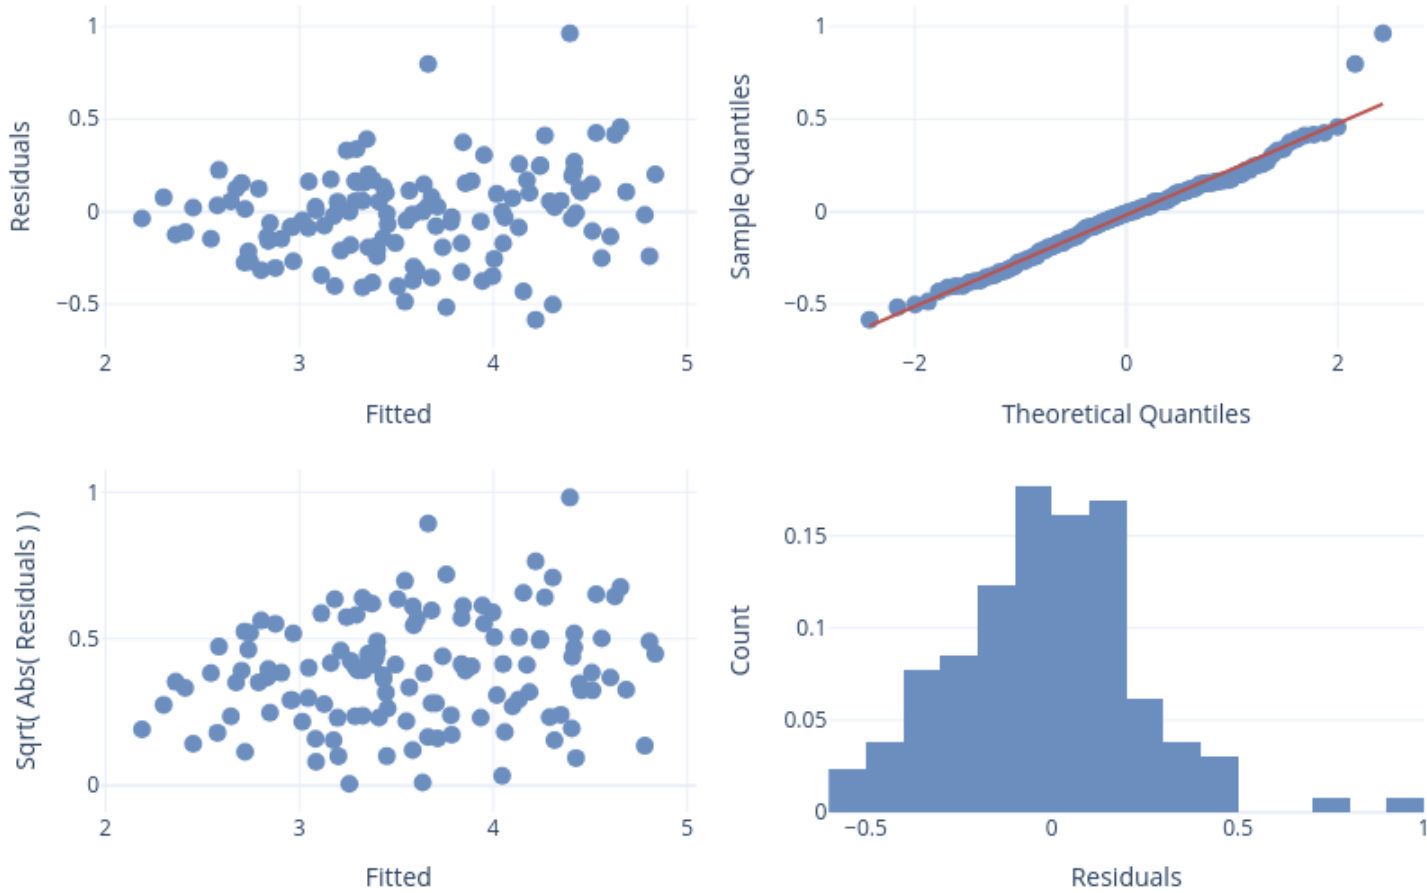 1
0.5
0
−0.5
Residuals
2 3 4 5
Fitted
1
0.5
0
−0.5
Sample Quantiles
−2 0 2
Theoretical Quantiles
1
0.5
0
Sqrt( Abs( Residuals ) )
2 3 4 5
Fitted
0.15
0.1
0.05
0
Count
−0.5 0 0.5 1
Residuals